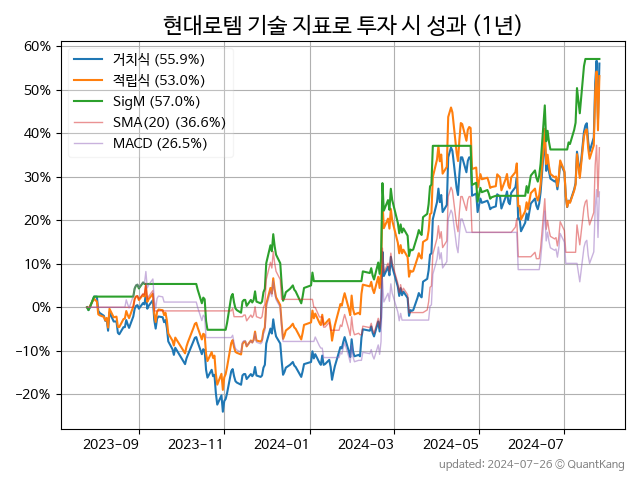 현대로템 기술 지표로 투자 시 성과 (1년)
60%
50%
40%
30%
20%
10%
0%
−10%
−20%
거치식 (55.9%)
적립식 (53.0%)
SigM (57.0%)
SMA(20) (36.6%)
MACD (26.5%)
2023-09
2023-11
2024-01
2024-03
2024-05
2024-07
updated: 2024-07-26 © QuantKang